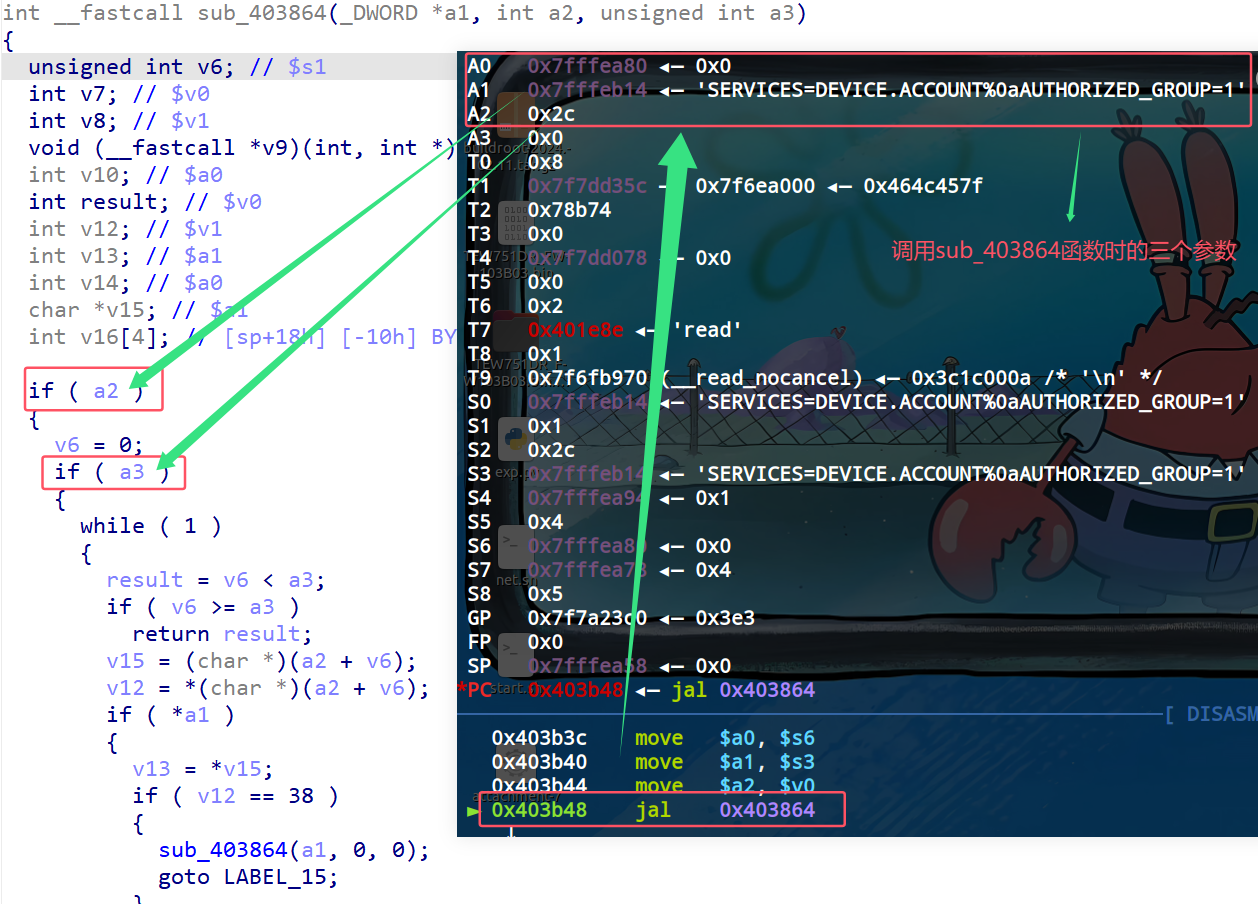 int __fastcall sub_403864(_DWORD *a1, int a2, unsigned int a3)
{
unsigned int v6; // $s1
int v7; // $v0
int v8; // $v1
void (__fastcall *v9)(int, int *)
int v10; // $a0
int result; // $v0
int v12; // $v1
int v13; // $a1
int v14; // $a0
char *v15; // $a1
int v16[4]; // [sp+18h] [-10h] BY
if ( a2 )
{
v6 = 0;
if ( a3 )
{
while ( 1 )
{
result = v6 < a3;
if ( v6 >= a3 )
return result;
v15 = (char *)(a2 + v6);
v12 = *(char *)(a2 + v6);
if ( *a1 )
{
v13 = *v15;
if ( v12 == 38 )
{
sub_403864(a1, 0, 0);
goto LABEL_15;
}
A0 0x7fffea80 ◂— 0x0
A1 0x7fffeb14 ◂— 'SERVICES=DEVICE.ACCOUNT%0aAUTHORIZED_GROUP=1'
A2 0x2c
A3 0x0
T0 0x8
T1 0x7f7dd35c — 0x7f6ea000 ◂— 0x464c457f
T2 0x78b74
T3 0x0
T4 0x7f7dd078 — 0x0
T5 0x0
T6 0x2
T7 0x401e8e ◂— 'read'
T8 0x1
T9 0x7f6fb970 (__read_nocancel) ◂— 0x3c1c000a /* '\n' */
S0 0x7fffeb14 ◂— 'SERVICES=DEVICE.ACCOUNT%0aAUTHORIZED_GROUP=1'
S1 0x1
S2 0x2c
S3 0x7fffeb14 ◂— 'SERVICES=DEVICE.ACCOUNT%0aAUTHORIZED_GROUP=1'
S4 0x7fffea94 ◂— 0x1
S5 0x4
S6 0x7fffea80 ◂— 0x0
S7 0x7fffea78 ◂— 0x4
S8 0x5
GP 0x7f7a23c0 ◂— 0x3e3
FP 0x0
SP 0x7fffea58 ◂— 0x0
*PC 0x403b48 ◂— jal 0x403864
[ DISASM
0x403b3c move $a0, $s6
0x403b40 move $a1, $s3
0x403b44 move $a2, $v0
► 0x403b48 jal 0x403864
调用sub_403864函数时的三个参数